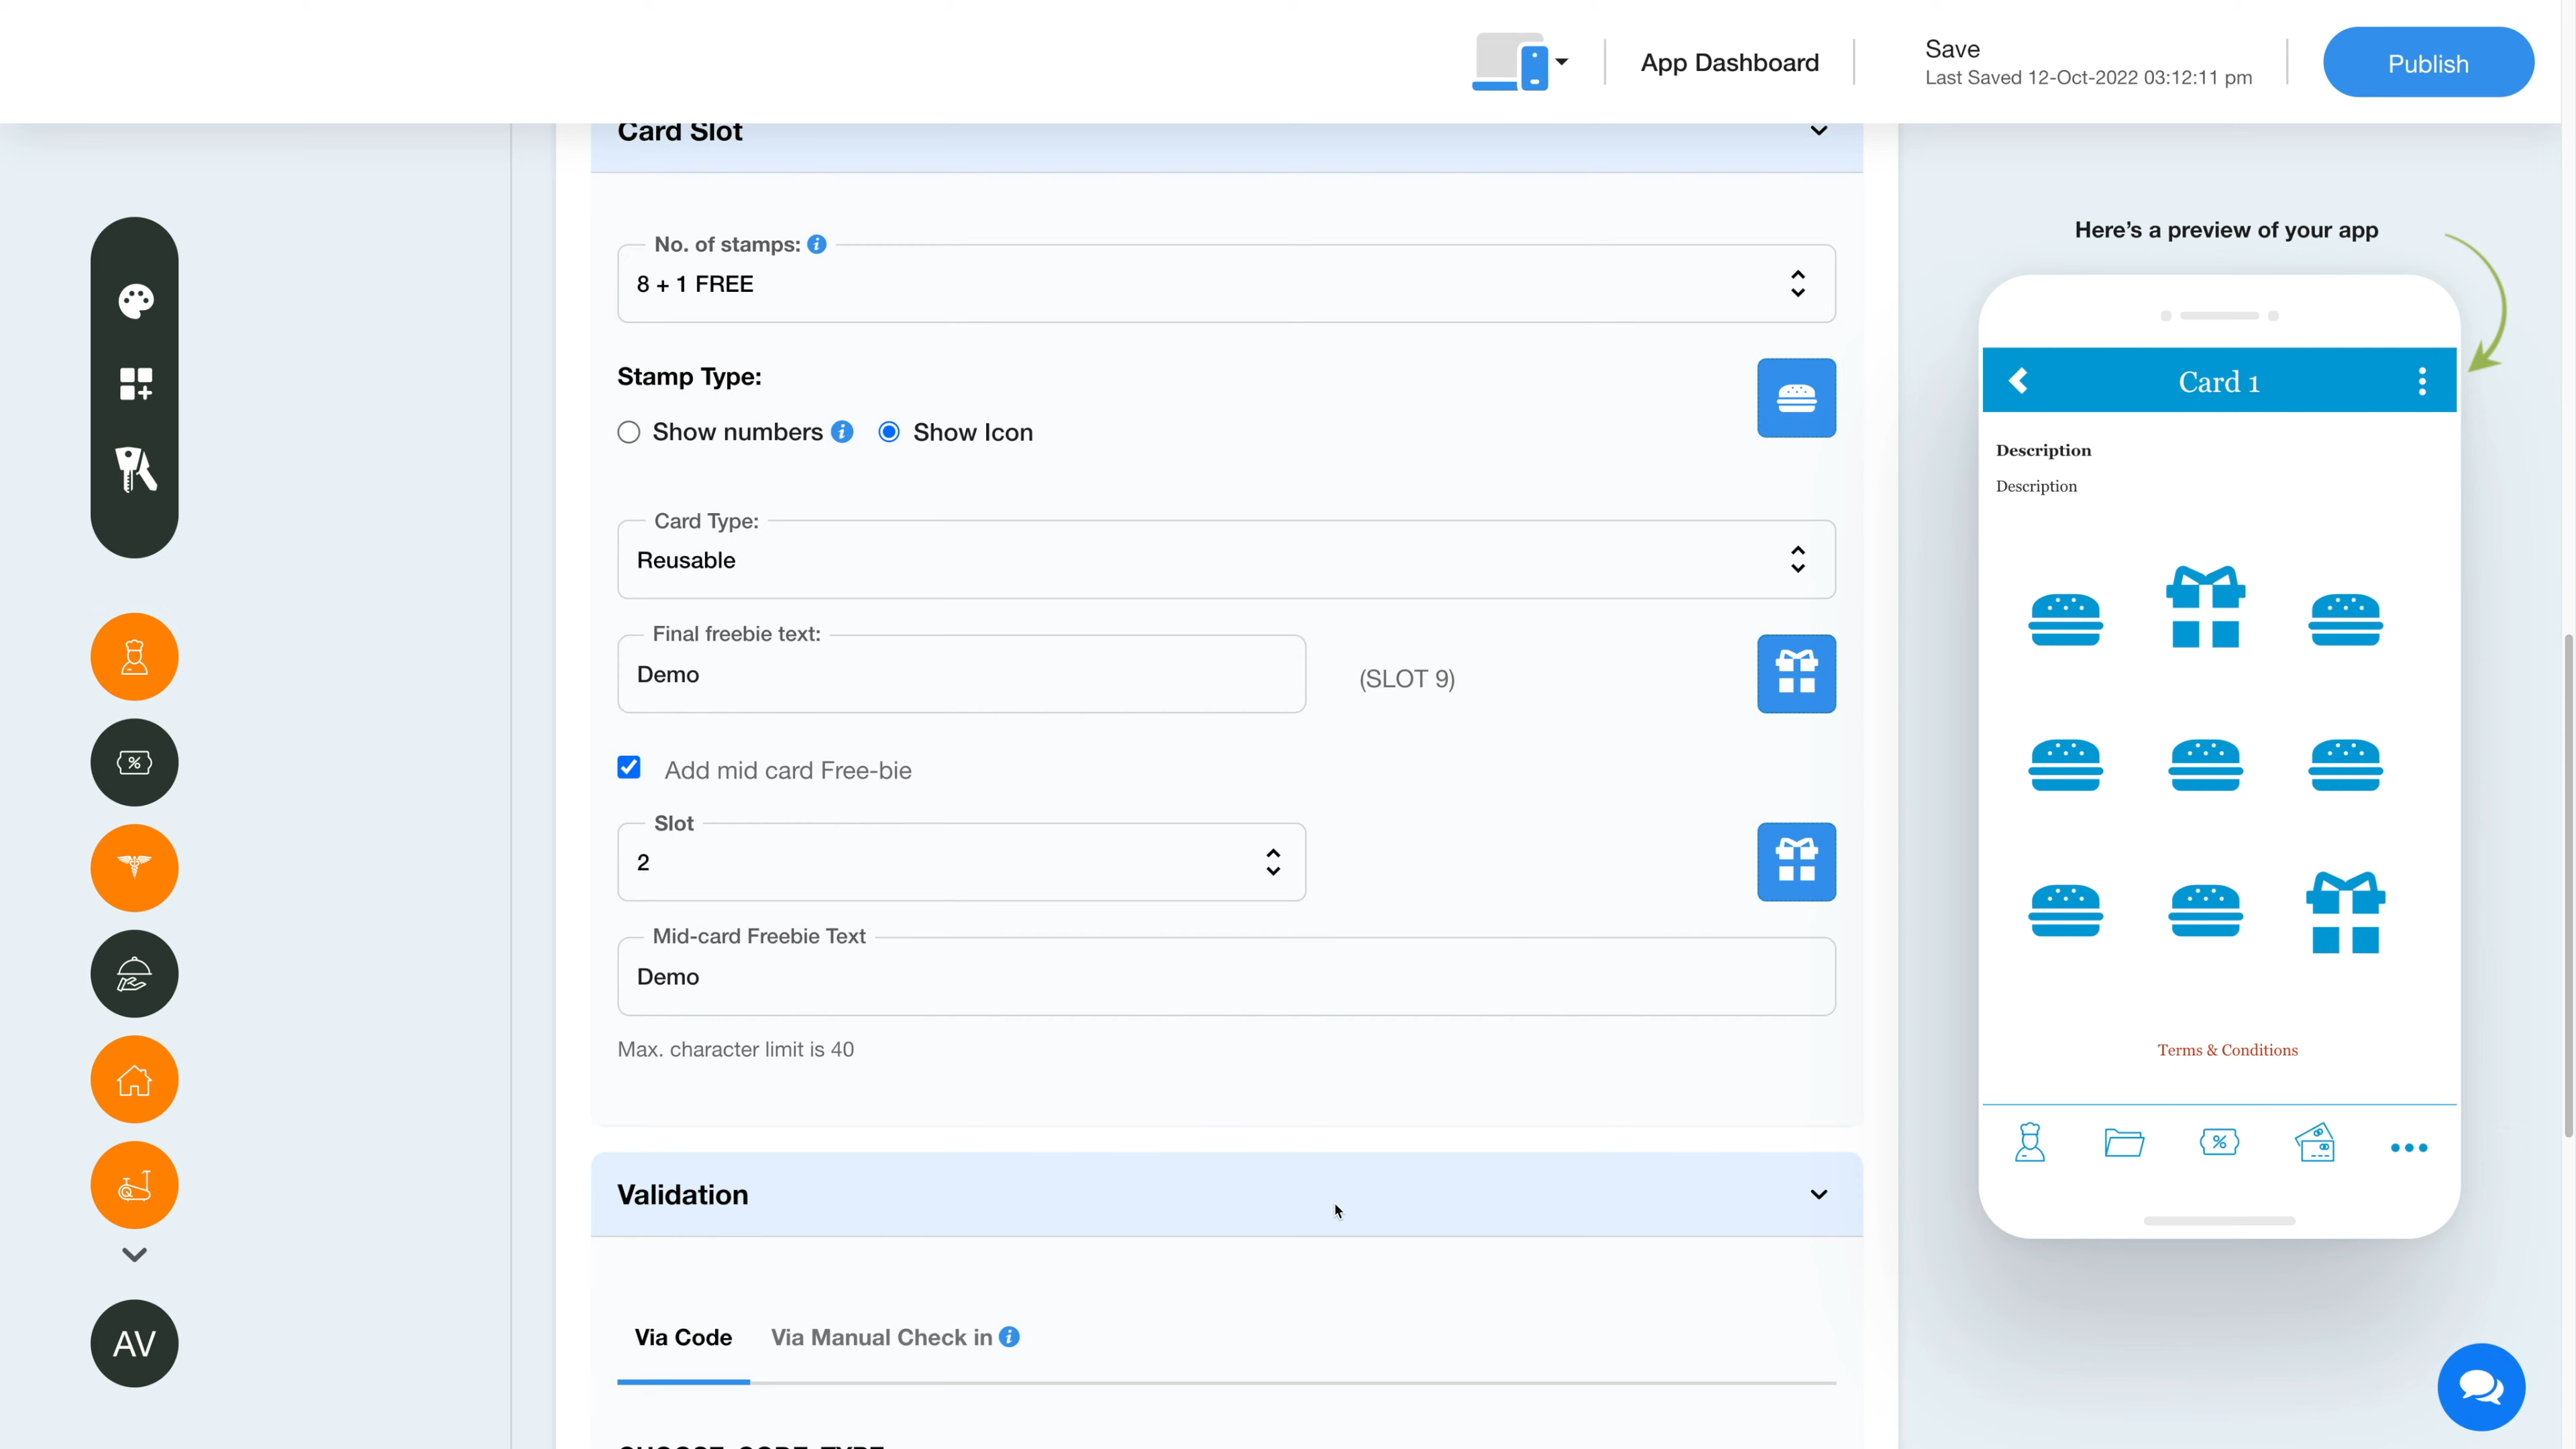 App Dashboard
Save
Last Saved 12-Oct-2022 03:12:11 pm
Publish
Card Slot
No. of stamps:
8 + 1 FREE
Stamp Type:
Show numbers
Show Icon
Card Type:
Reusable
Final freebie text:
Demo
(SLOT 9)
Add mid card Free-bie
Slot
2
Mid-card Freebie Text
Demo
Max. character limit is 40
Validation
Via Code
Via Manual Check in
AV
Here's a preview of your app
Card 1
Description
Description
Terms & Conditions